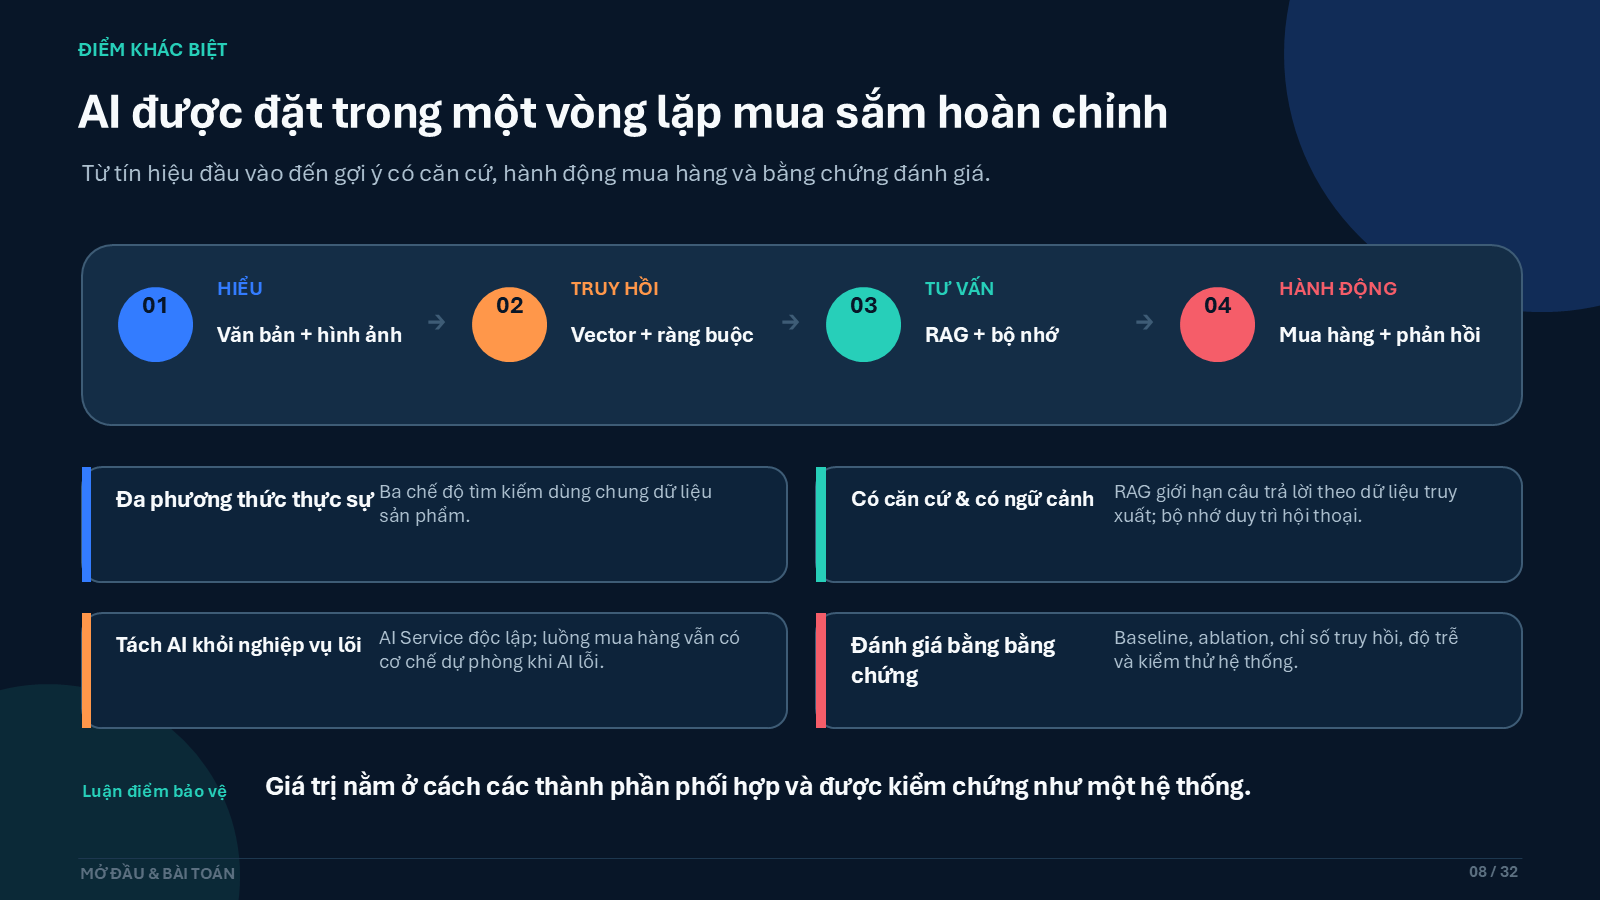 ĐIỂM KHÁC BIỆT
AI được đặt trong một vòng lặp mua sắm hoàn chỉnh
Từ tín hiệu đầu vào đến gợi ý có căn cứ, hành động mua hàng và bằng chứng đánh giá.
01
HIỂU
Văn bản + hình ảnh
→
02
TRUY HỒI
Vector + ràng buộc
→
03
TƯ VẤN
RAG + bộ nhớ
→
04
HÀNH ĐỘNG
Mua hàng + phản hồi
Đa phương thức thực sự
Ba chế độ tìm kiếm dùng chung dữ liệu
sản phẩm.
Có căn cứ & có ngữ cảnh
RAG giới hạn câu trả lời theo dữ liệu truy
xuất; bộ nhớ duy trì hội thoại.
Tách AI khỏi nghiệp vụ lõi
AI Service độc lập; luồng mua hàng vẫn có
cơ chế dự phòng khi AI lỗi.
Đánh giá bằng bằng
chứng
Baseline, ablation, chỉ số truy hồi, độ trễ
và kiểm thử hệ thống.
Luận điểm bảo vệ
Giá trị nằm ở cách các thành phần phối hợp và được kiểm chứng như một hệ thống.
MỞ ĐẦU & BÀI TOÁN
08 / 32